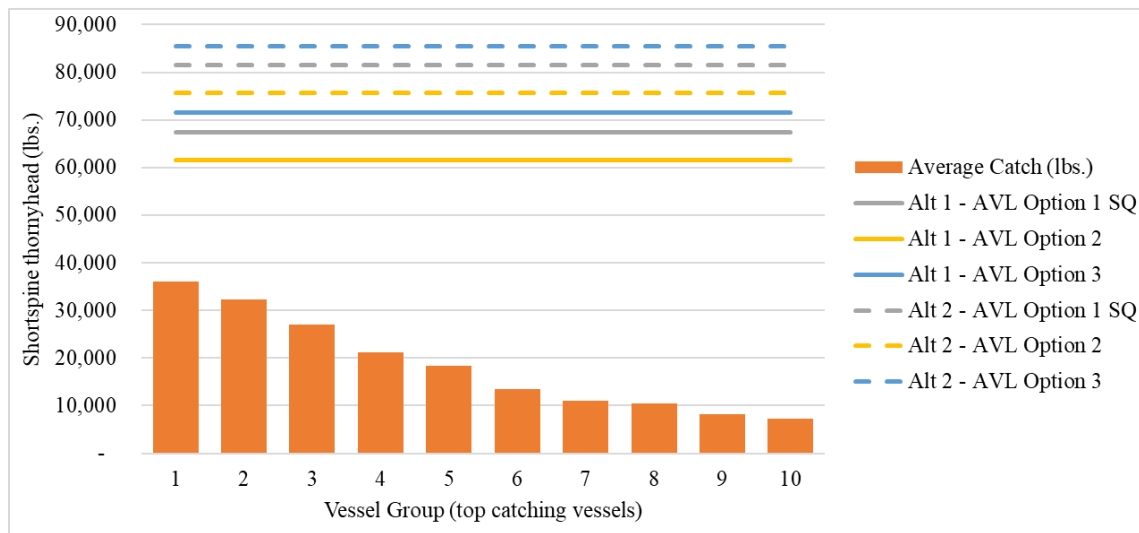 90,000
80,000
70,000
60,000
50,000
40,000
30,000
20,000
10,000
-
Shortspine thornyhead (lbs.)
1 2 3 4 5 6 7 8 9 10
Vessel Group (top catching vessels)
Average Catch (lbs.)
Alt 1 - AVL Option 1 SQ
Alt 1 - AVL Option 2
Alt 1 - AVL Option 3
Alt 2 - AVL Option 1 SQ
Alt 2 - AVL Option 2
Alt 2 - AVL Option 3